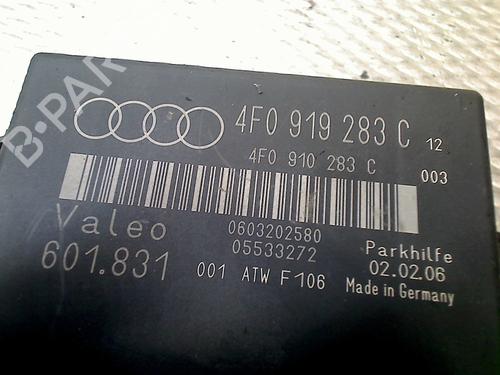 B-PAR
4F0 919 283 C 12
4F0 910 283 C 003
Valeo 0603202580
05533272 Parkhilfe
601.831 001 ATW F106 02.02.06
Made in Germany